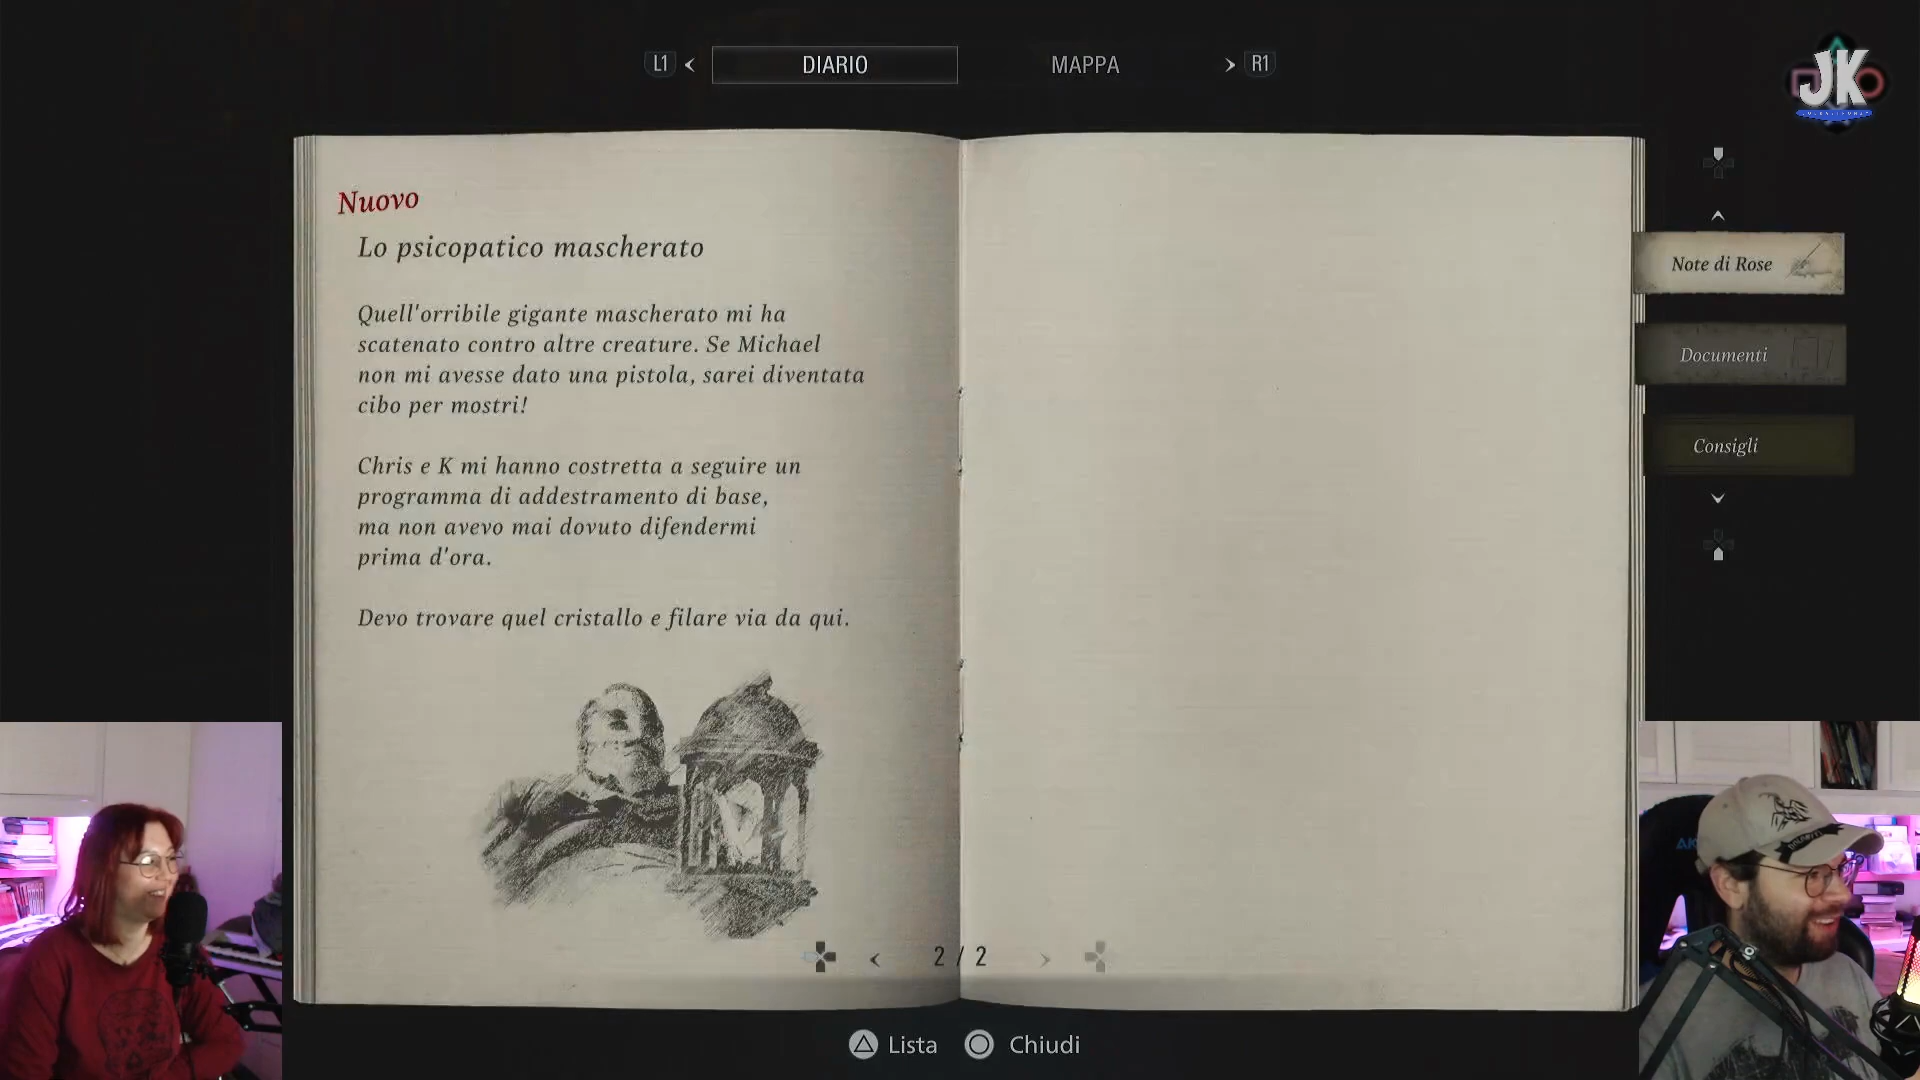 L1
DIARIO
MAPPA
R1
JK
Nuovo
Lo psicopatico mascherato
Quell'orribile gigante mascherato mi ha
scatenato contro altre creature. Se Michael
non mi avesse dato una pistola, sarei diventata
cibo per mostri!
Chris e K mi hanno costretta a seguire un
programma di addestramento di base,
ma non avevo mai dovuto difendermi
prima d'ora.
Devo trovare quel cristallo e filare via da qui.
2 / 2
Note di Rose
Documenti
Consigli
Lista
Chiudi